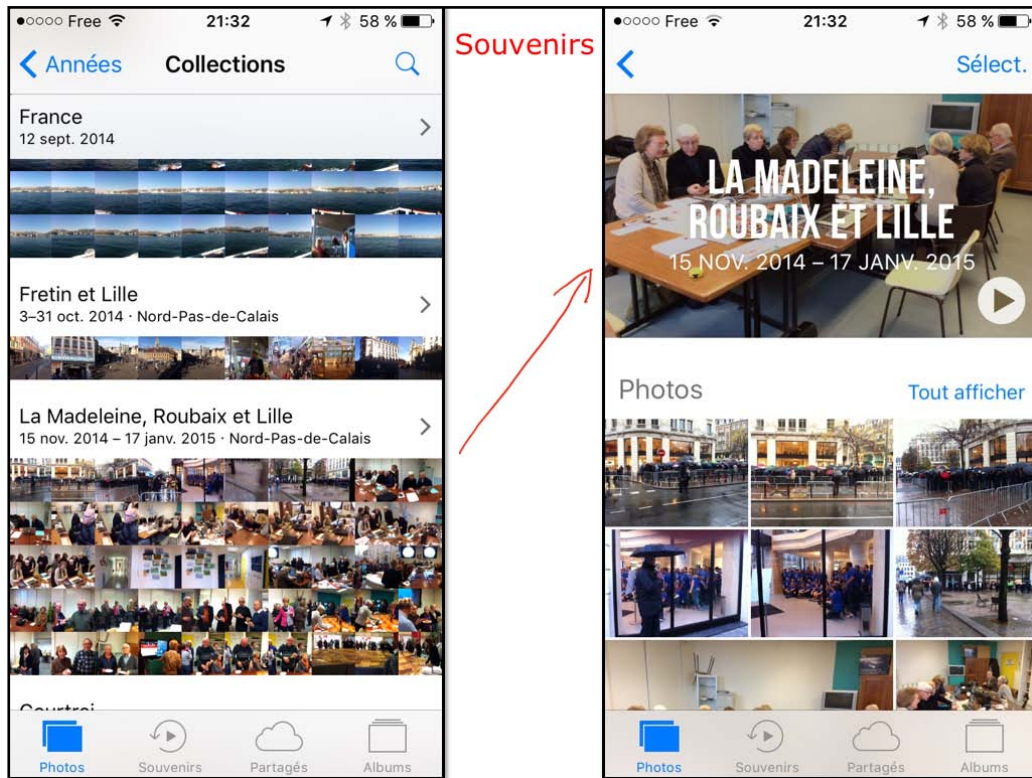 Free 21:32 58 %
Années Collections
France
12 sept. 2014
Fretin et Lille
3–31 oct. 2014 · Nord-Pas-de-Calais
La Madeleine, Roubaix et Lille
15 nov. 2014 – 17 janv. 2015 · Nord-Pas-de-Calais
Courtrai
Photos Souvenirs Partagés Albums
Souvenirs
Free 21:32 58 %
Sélect.
LA MADELEINE,
ROUBAIX ET LILLE
15 NOV. 2014 – 17 JANV. 2015
Photos Tout afficher
Photos Souvenirs Partagés Albums